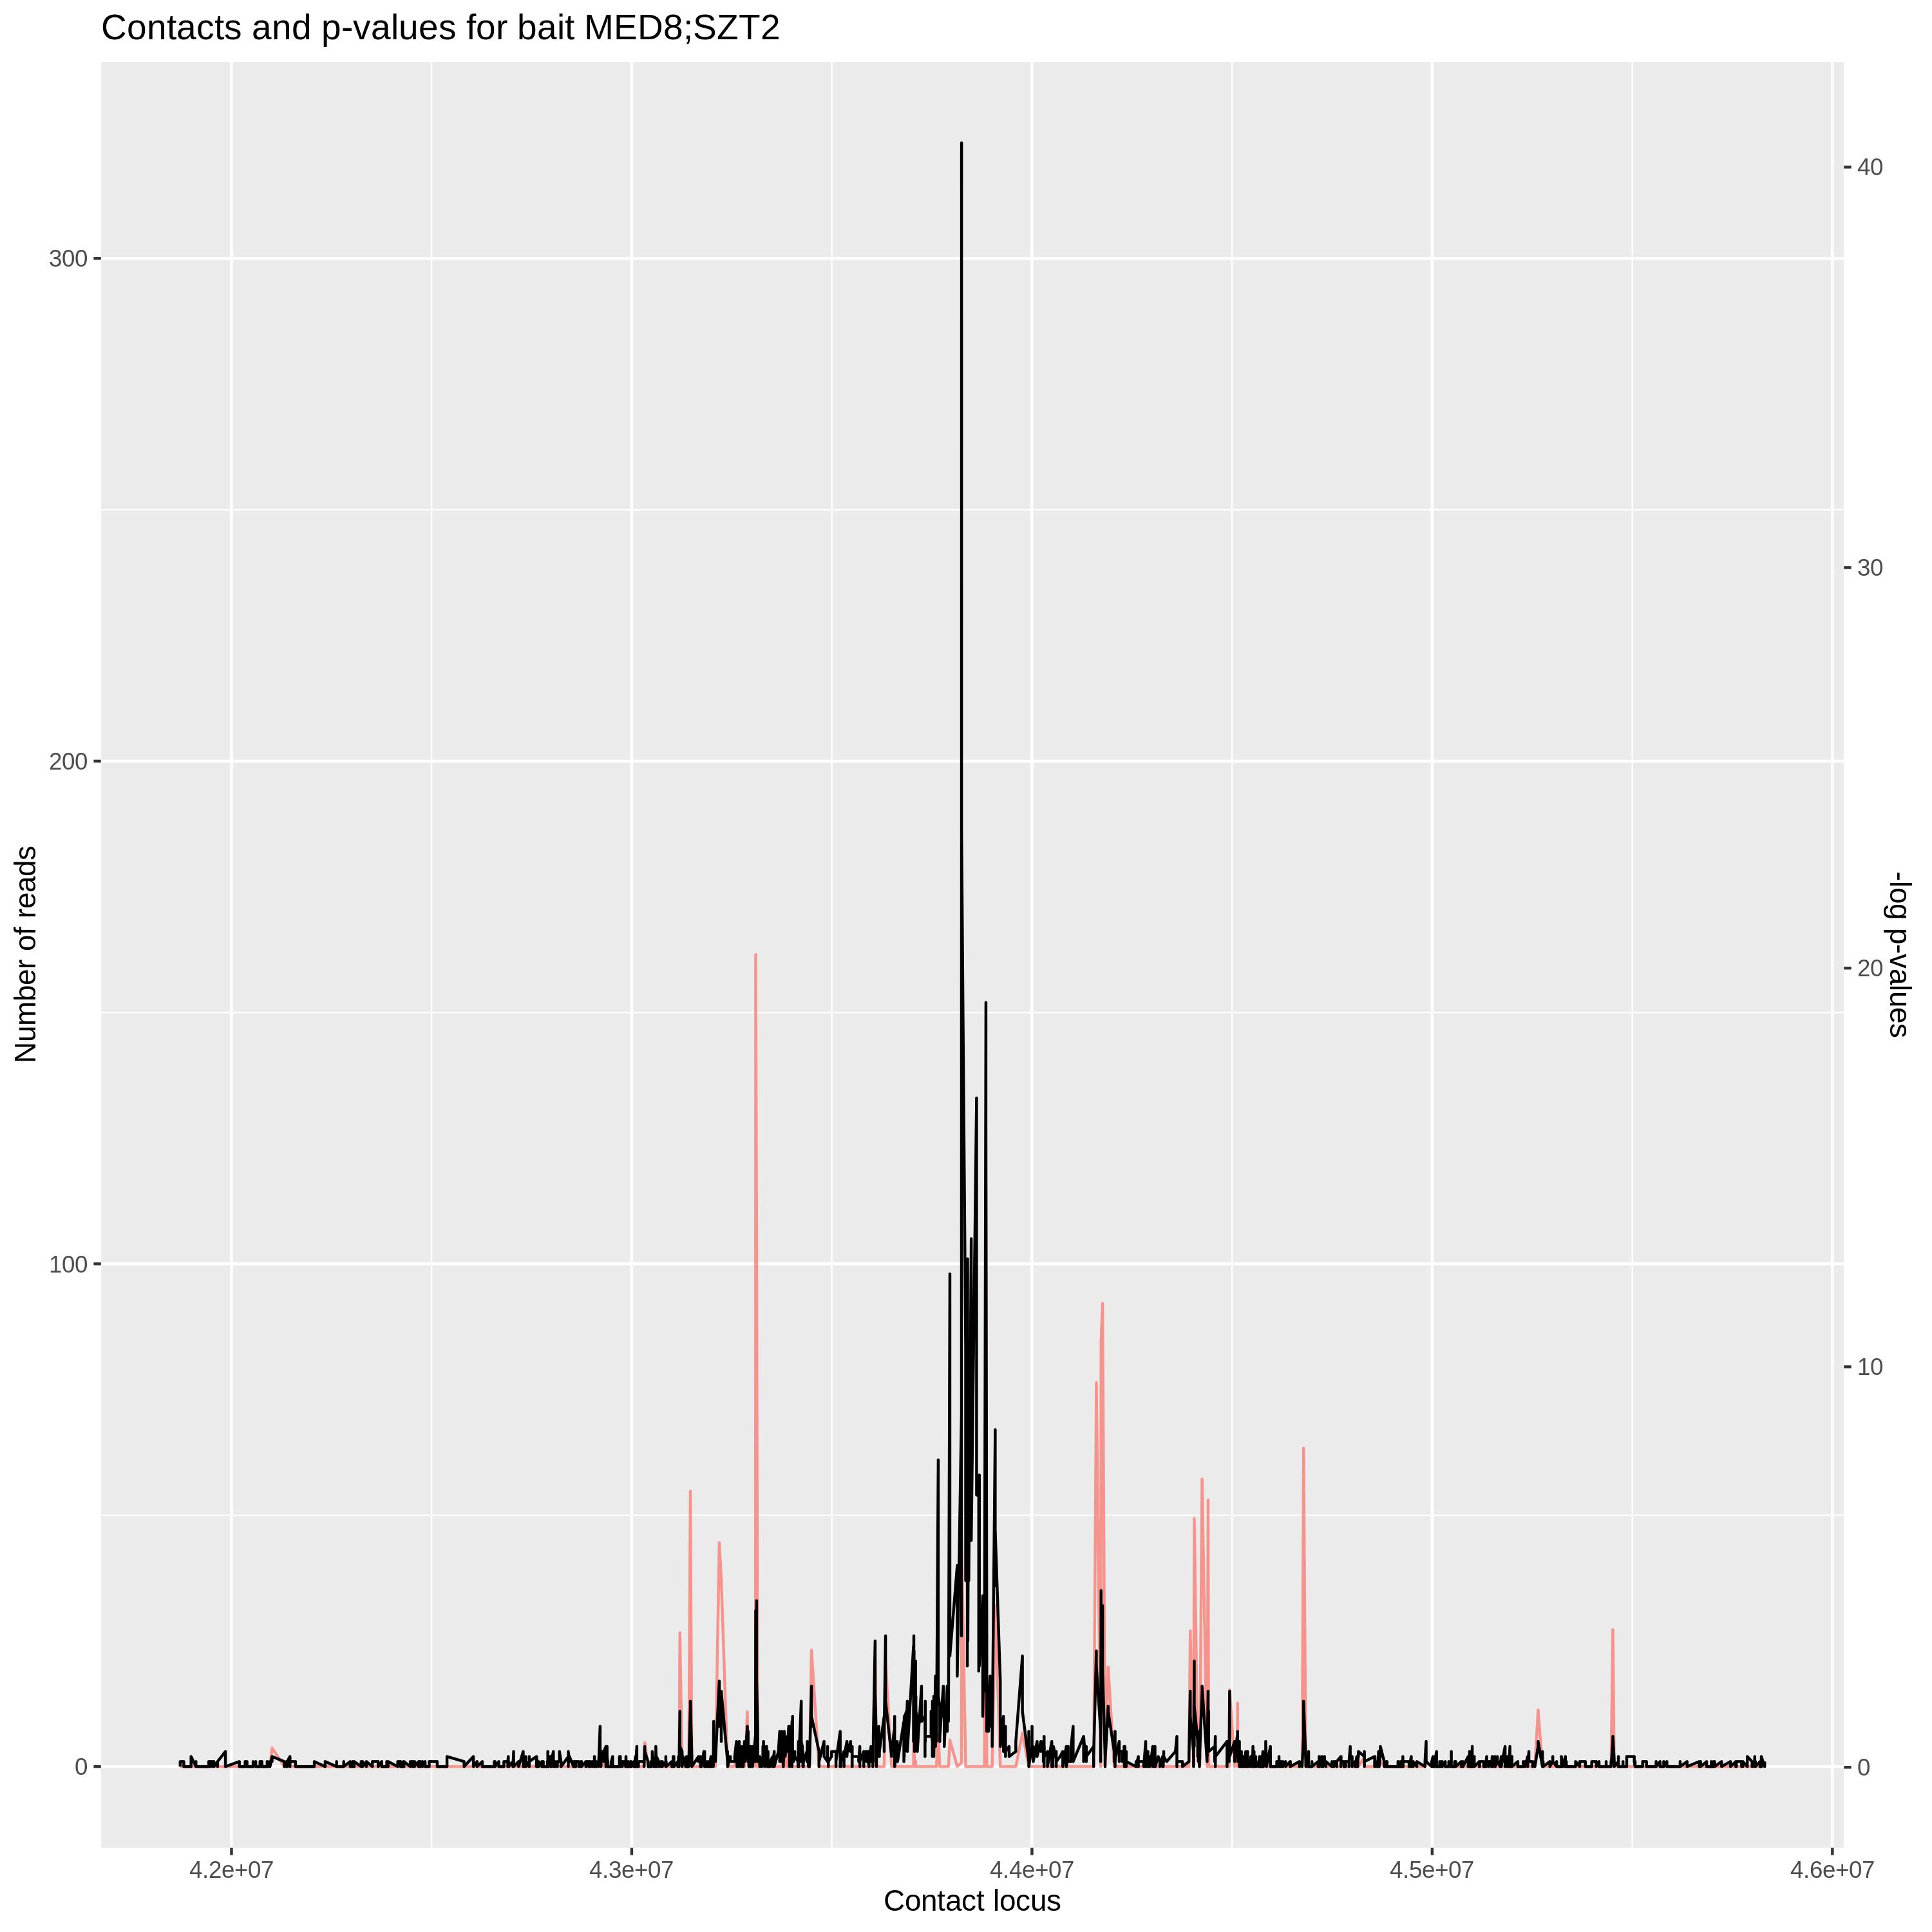 Contacts and p-values for bait MED8;SZT2
Number of reads
300
200
100
0
40
30
20
10
0
-log p-values
4.2e+07 4.3e+07 4.4e+07 4.5e+07 4.6e+07
Contact locus